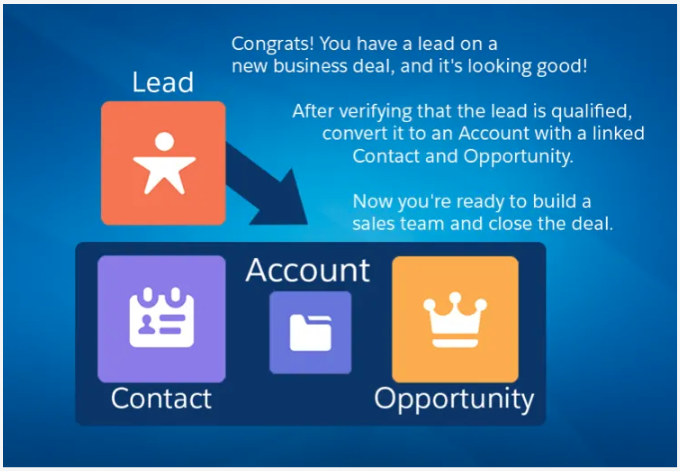 Congrats! You have a lead on a
new business deal, and it's looking good!
Lead
After verifying that the lead is qualified,
convert it to an Account with a linked
Contact and Opportunity.
Now you're ready to build a
sales team and close the deal.
Account
Contact
Opportunity